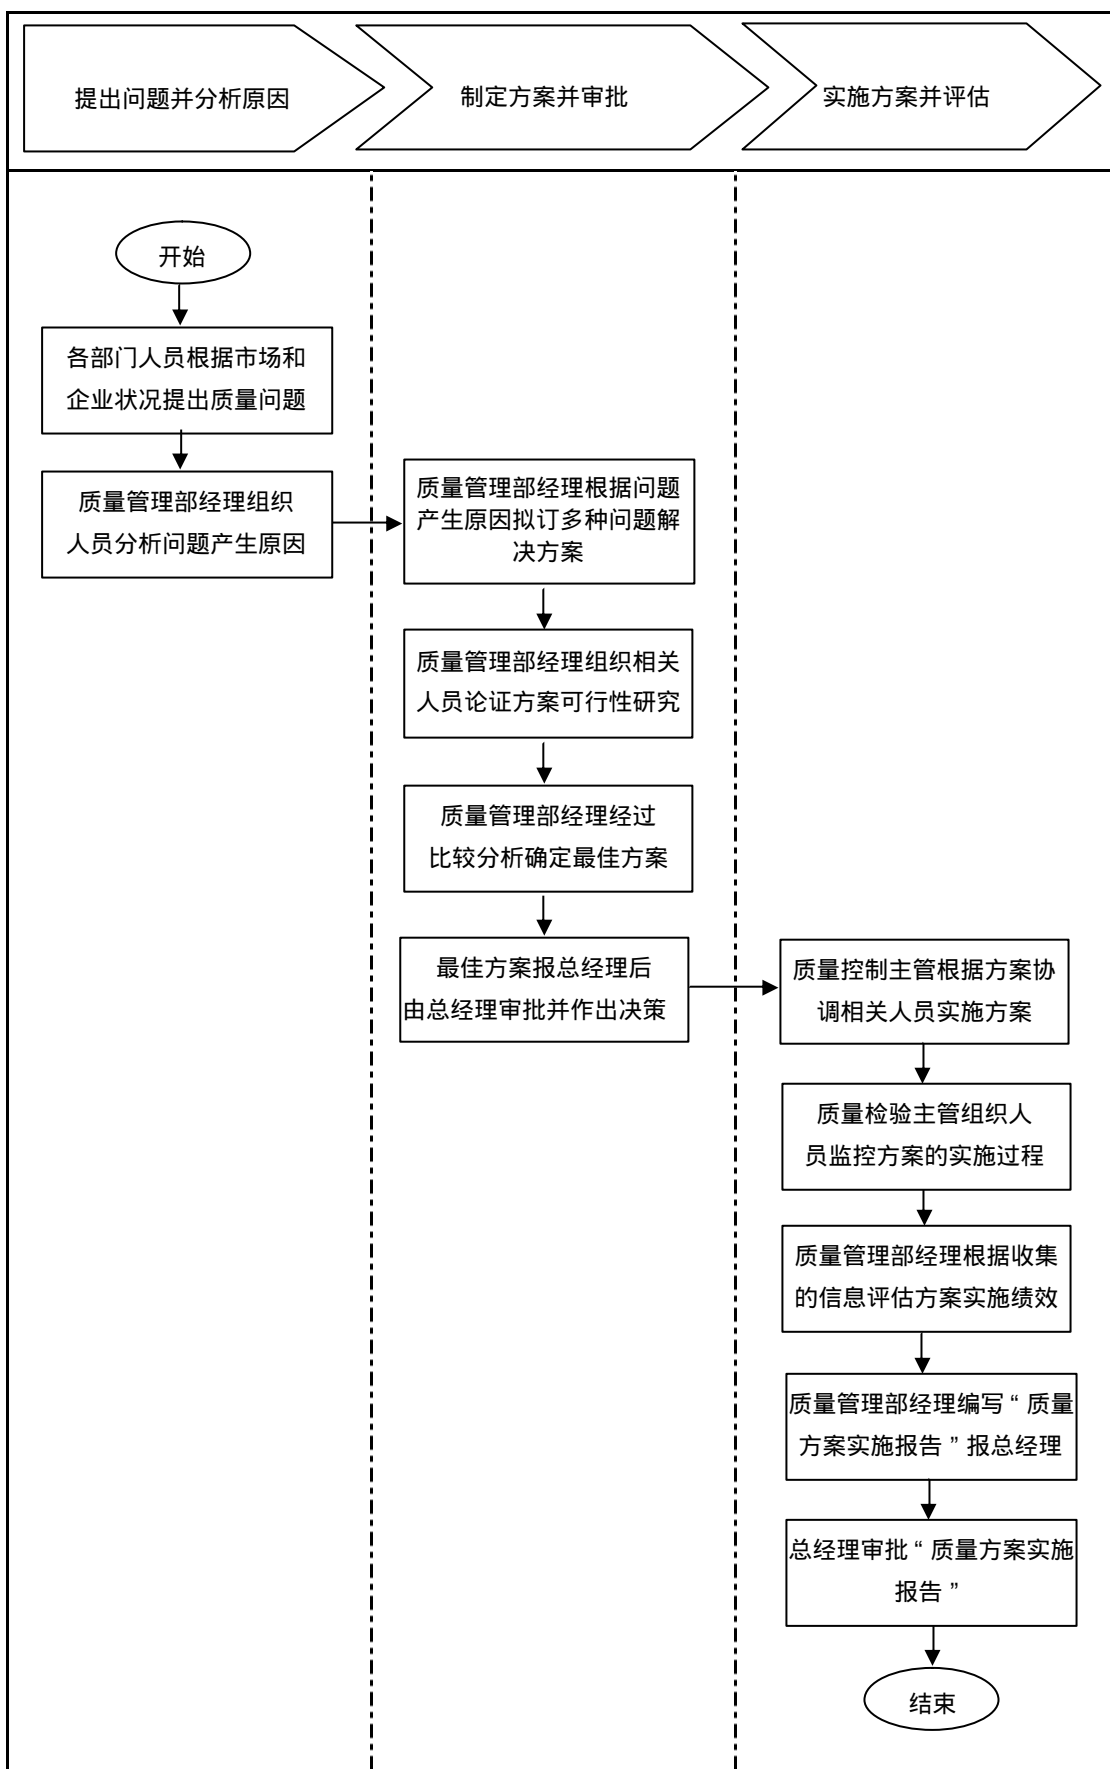 提出问题并分析原因
制定方案并审批
实施方案并评估
开始
各部门人员根据市场和
企业状况提出质量问题
质量管理部经理组织
人员分析问题产生原因
质量管理部经理根据问题
产生原因拟订多种问题解
决方案
质量管理部经理组织相关
人员论证方案可行性研究
质量管理部经理经过
比较分析确定最佳方案
最佳方案报总经理后
由总经理审批并作出决策
质量控制主管根据方案协
调相关人员实施方案
质量检验主管组织人
员监控方案的实施过程
质量管理部经理根据收集
的信息评估方案实施绩效
质量管理部经理编写“质量
方案实施报告”报总经理
总经理审批“质量方案实施
报告”
结束